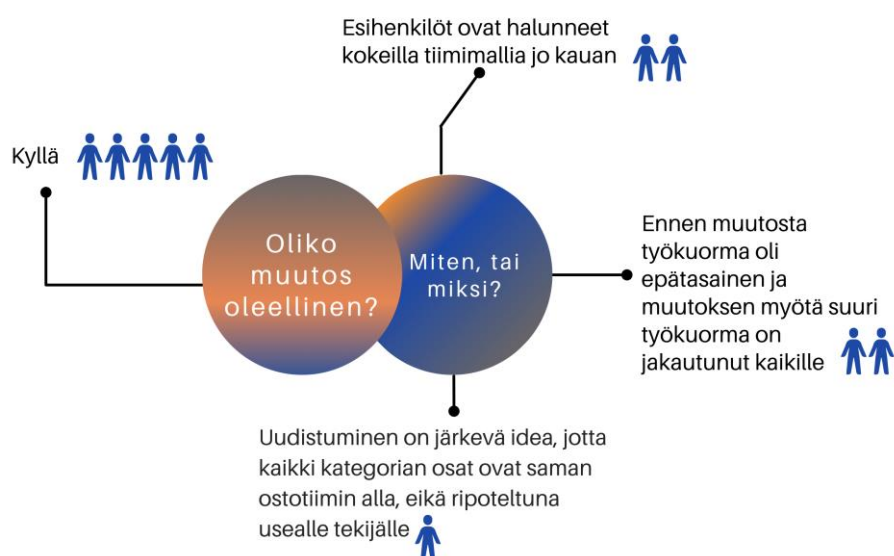 Esihenkilöt ovat halunneet
kokeilla tiimimallia jo kauan
Kyllä
Oliko
muutos
oleellinen?
Miten, tai
miksi?
Ennen muutosta
työkuorma oli
epätasainen ja
muutoksen myötä suuri
työkuorma on
jakautunut kaikille
Uudistuminen on järkevä idea, jotta
kaikki kategorian osat ovat saman
ostotiimin alla, eikä ripoteltuna
usealle tekijälle